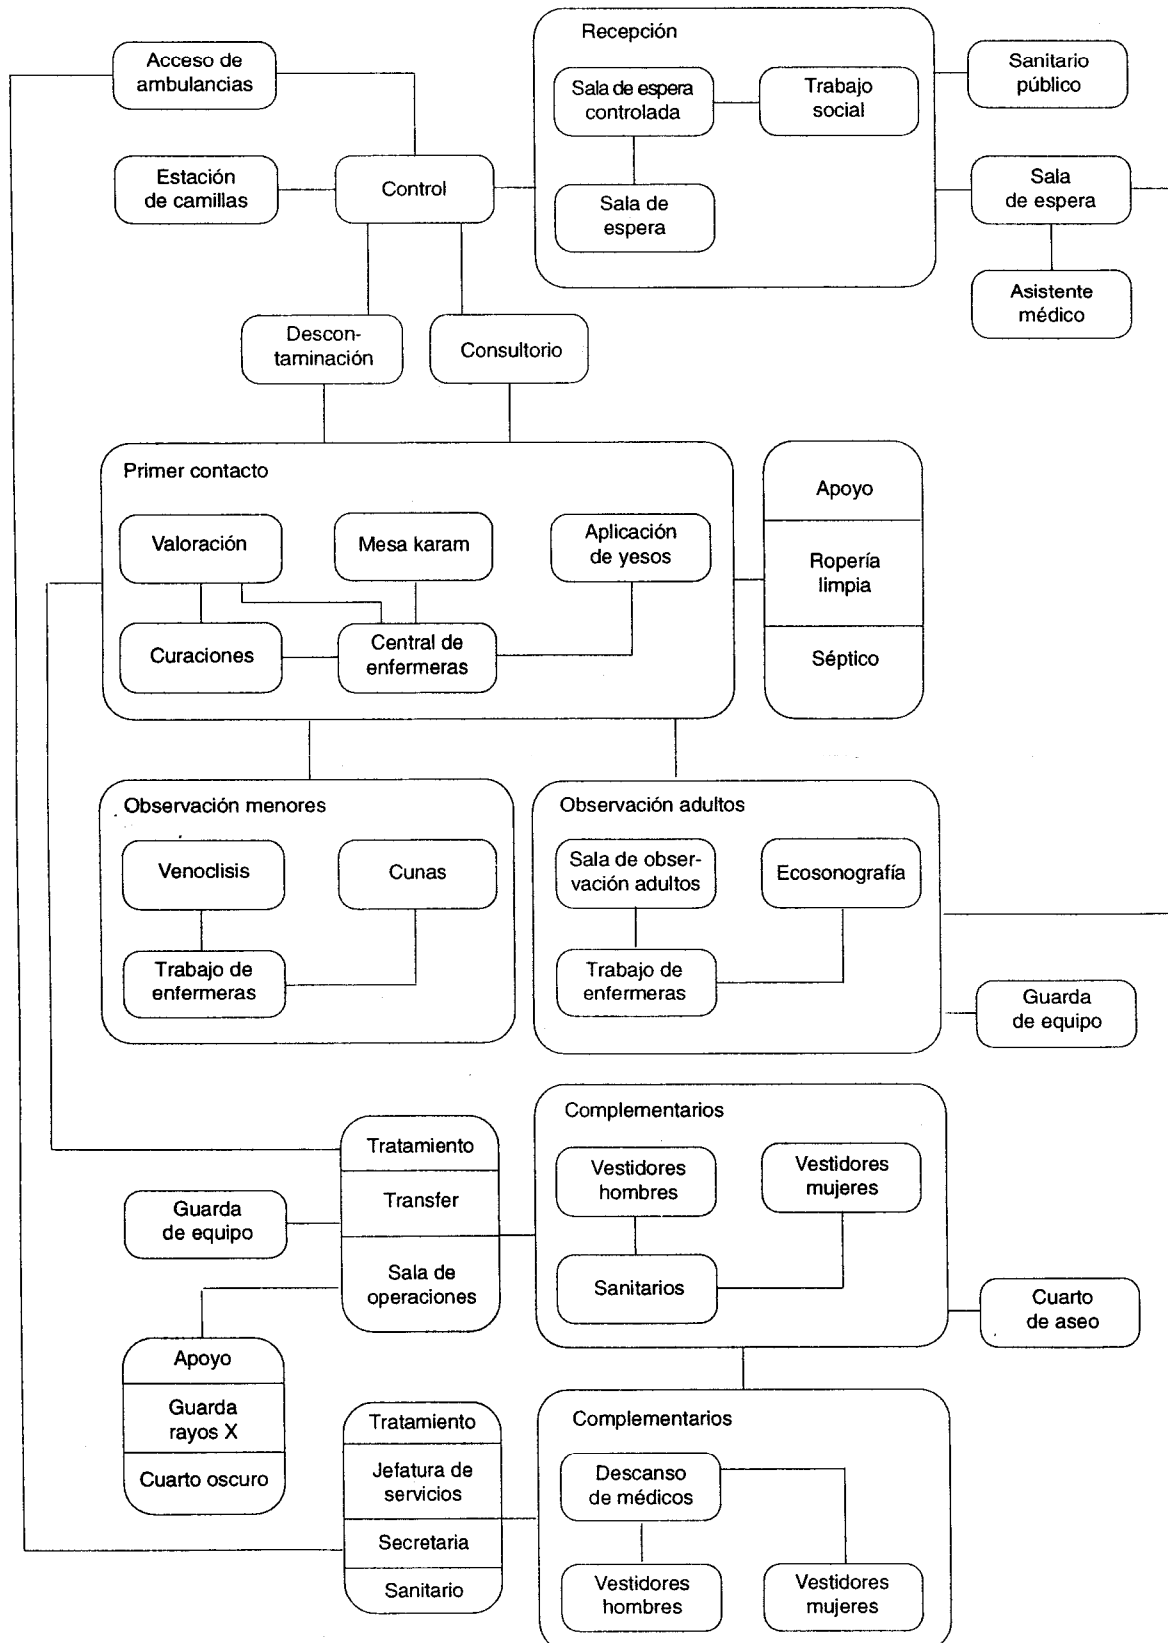 Recepción
Acceso de
ambulancias
Sala de espera
controlada
Trabajo
social
Sanitario
público
Estación
de camillas
Control
Sala de
espera
Sala
de espera
Asistente
médico
Descon-
taminación
Consultorio
Primer contacto
Valoración
Mesa karam
Aplicación
de yesos
Curaciones
Central de
enfermeras
Apoyo
Ropería
limpia
Séptico
Observación menores
Venoclisis
Cunas
Trabajo de
enfermeras
Observación adultos
Sala de obser-
vación adultos
Ecosonografía
Trabajo de
enfermeras
Guarda
de equipo
Tratamiento
Transfer
Sala de
operaciones
Guarda
de equipo
Complementarios
Vestidores
hombres
Vestidores
mujeres
Sanitarios
Cuarto
de aseo
Apoyo
Guarda
rayos X
Cuarto oscuro
Tratamiento
Jefatura de
servicios
Secretaria
Sanitario
Complementarios
Descanso
de médicos
Vestidores
hombres
Vestidores
mujeres